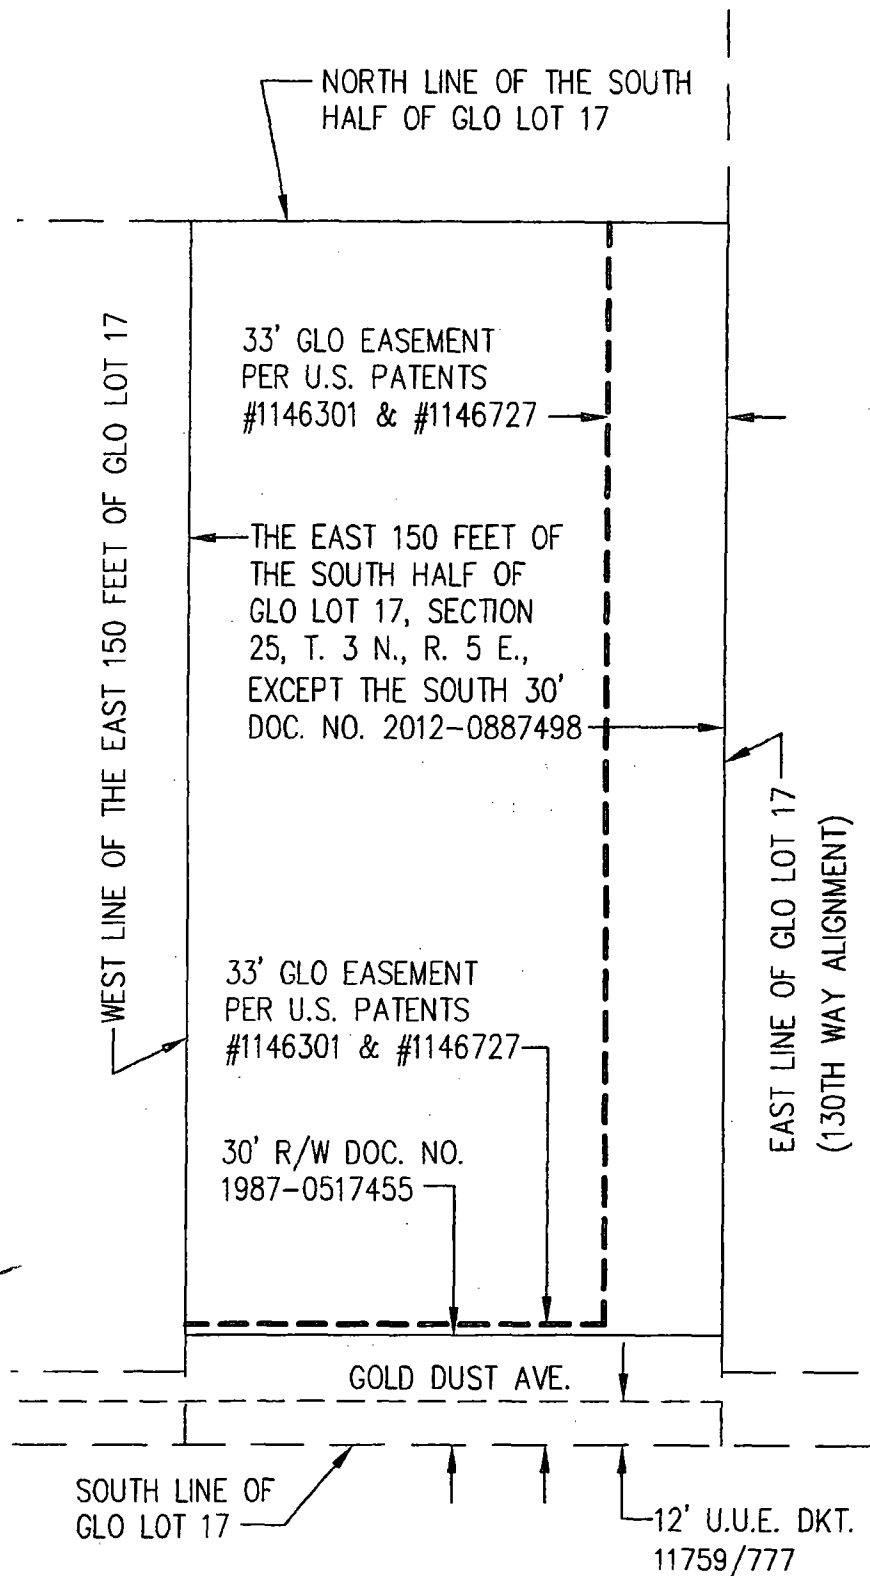 NORTH LINE OF THE SOUTH
HALF OF GLO LOT 17
33' GLO EASEMENT
PER U.S. PATENTS
#1146301 & #1146727
WEST LINE OF THE EAST 150 FEET OF GLO LOT 17
THE EAST 150 FEET OF
THE SOUTH HALF OF
GLO LOT 17, SECTION
25, T. 3 N., R. 5 E.,
EXCEPT THE SOUTH 30'
DOC. NO. 2012-0887498
EAST LINE OF GLO LOT 17
(130TH WAY ALIGNMENT)
33' GLO EASEMENT
PER U.S. PATENTS
#1146301 & #1146727
30' R/W DOC. NO.
1987-0517455
GOLD DUST AVE.
SOUTH LINE OF
GLO LOT 17
12' U.U.E. DKT.
11759/777